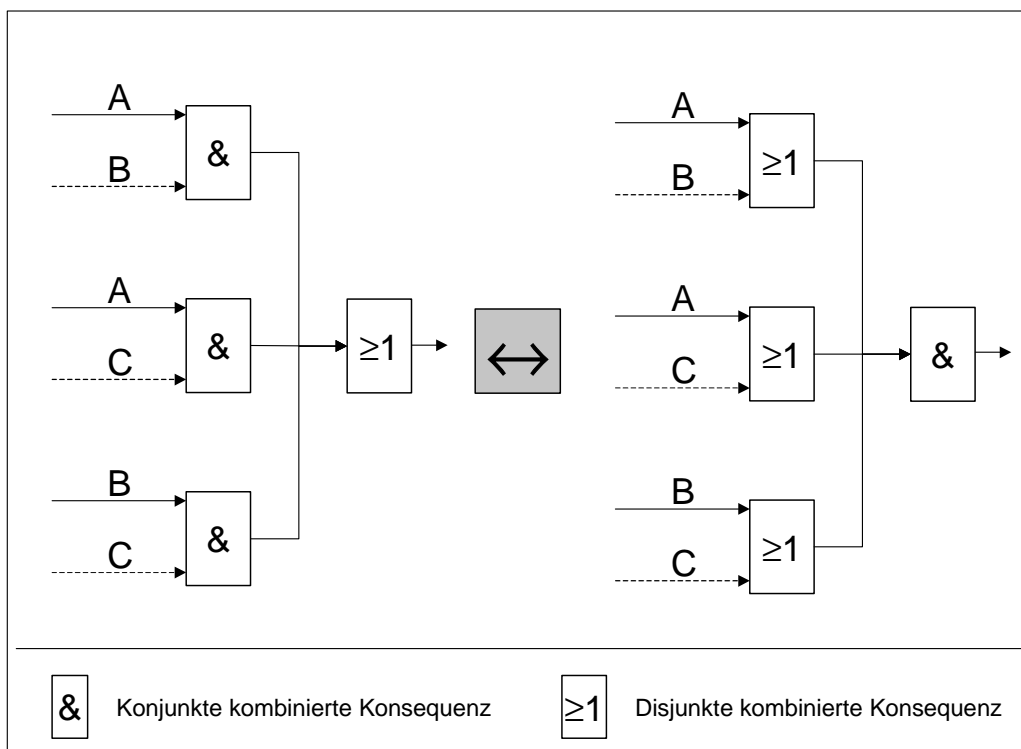 A
&
B
A
&
C
≥1
B
&
C
↔
A
≥1
B
A
≥1
C
&
B
≥1
C
& Konjunkte kombinierte Konsequenz
≥1 Disjunkte kombinierte Konsequenz